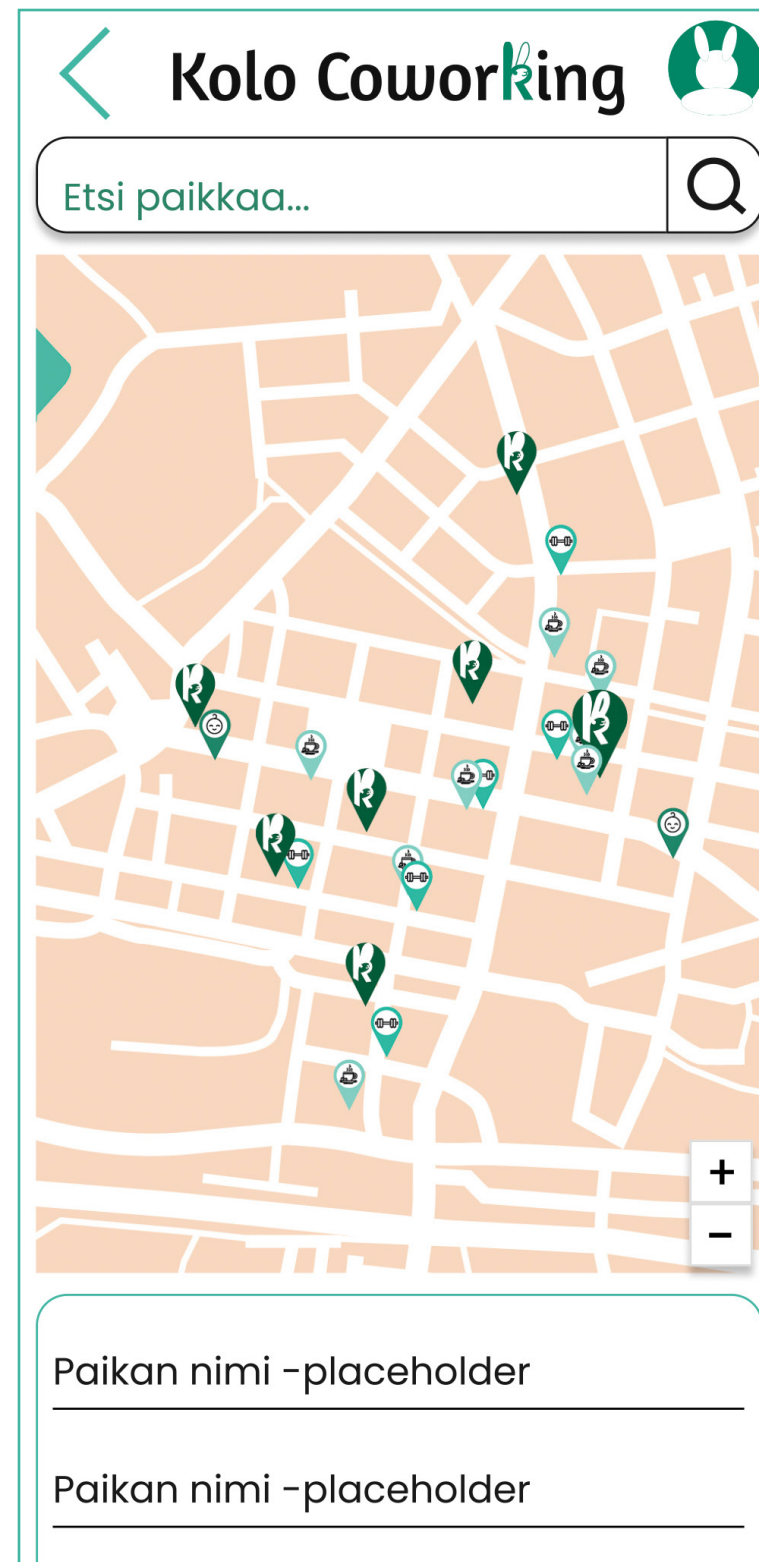 Kolo Coworking
Etsi paikkaa...
+
-
Paikan nimi -placeholder
Paikan nimi -placeholder